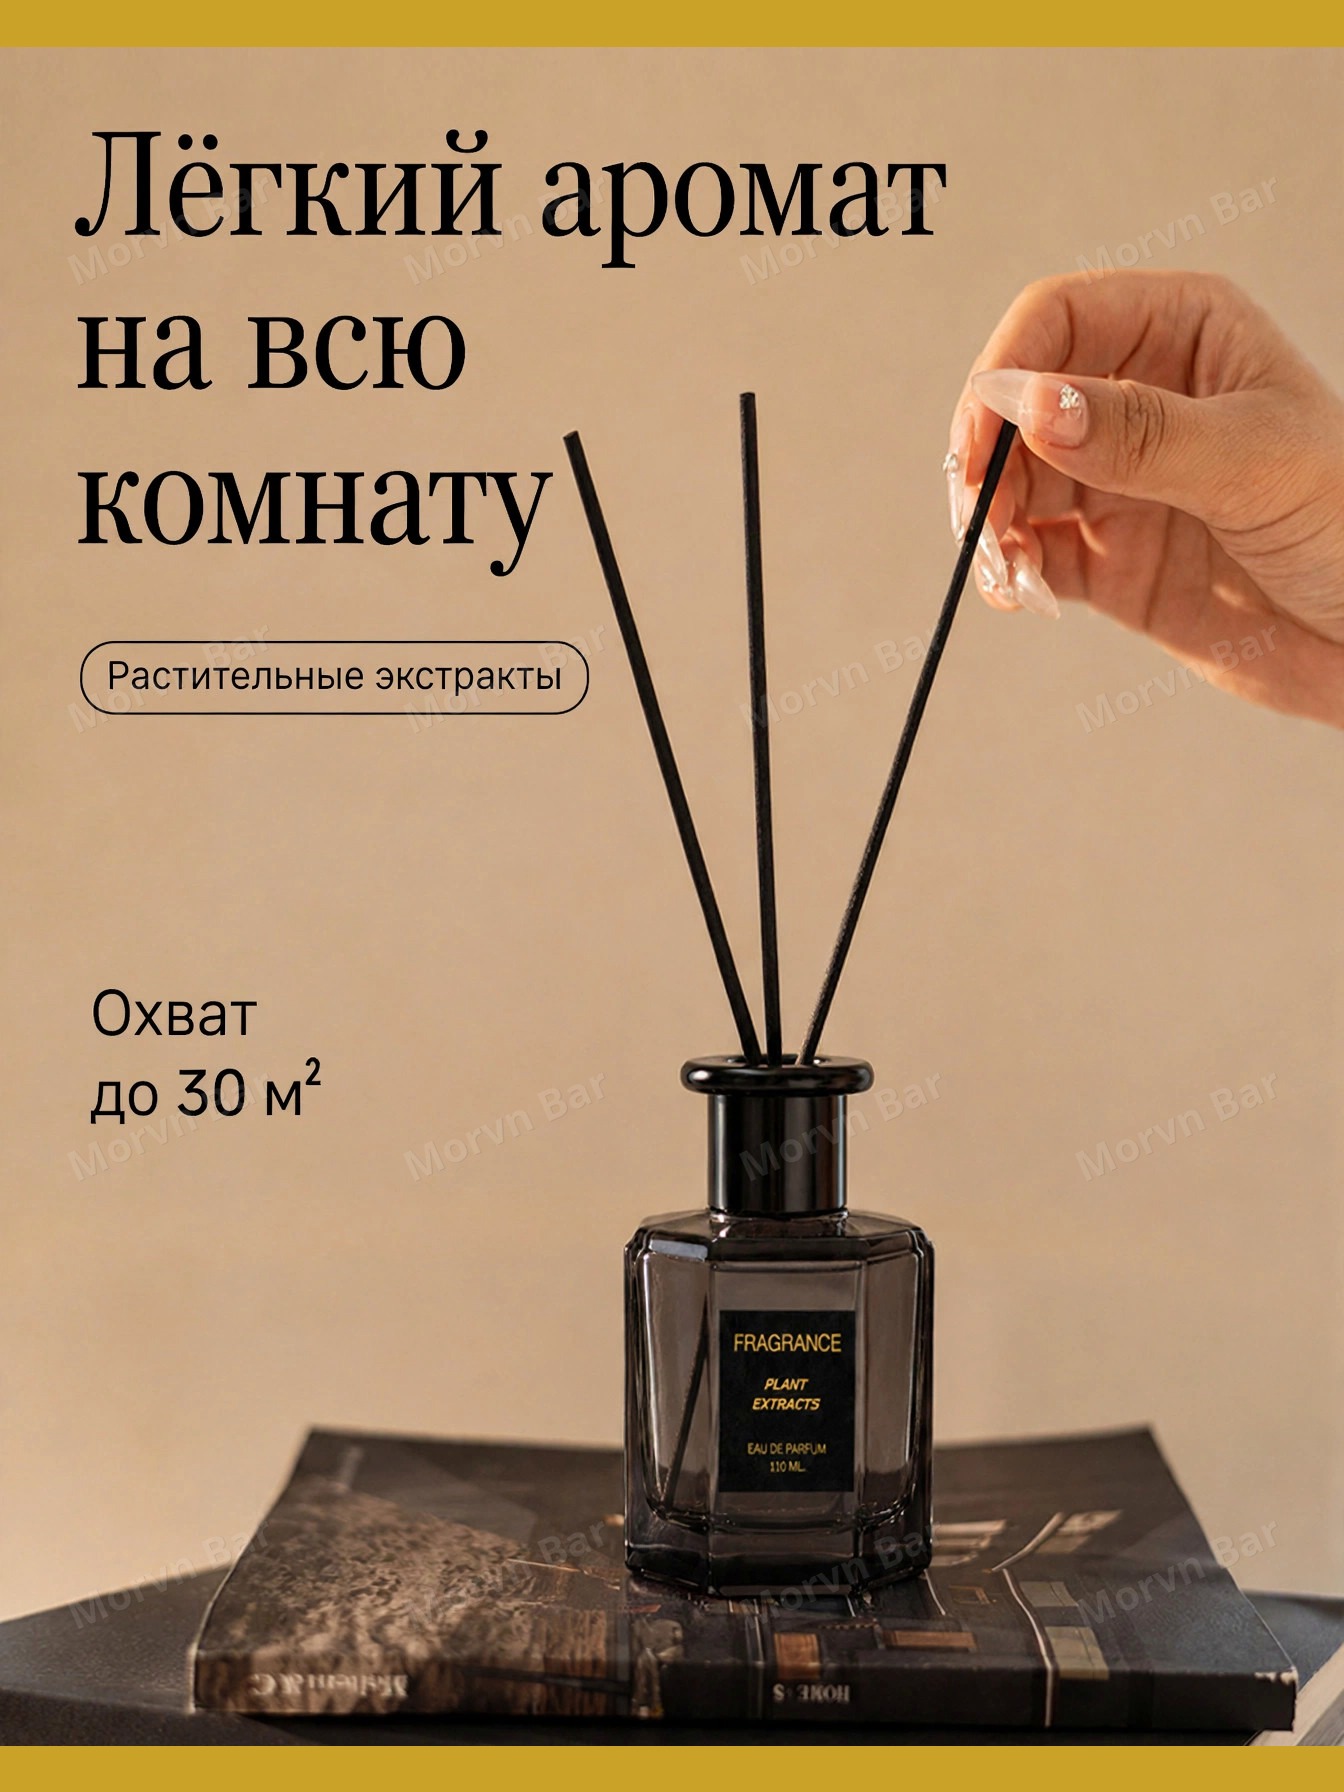 Лёгкий аромат
на всю
комнату
Растительные экстракты
Охват
до 30 м²
FRAGRANCE
PLANT
EXTRACTS
EAU DE PARFUM
110 ML.
HOME'S
Morvn Bar